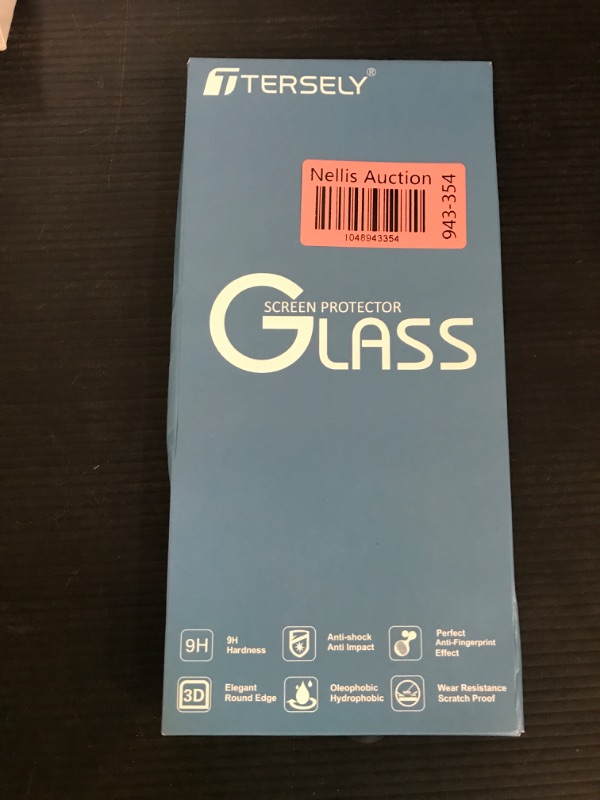 TERSELY®
Nellis Auction
1048943354
943-354
SCREEN PROTECTOR
GLASS
9H
9H
Hardness
Anti-shock
Anti Impact
Perfect
Anti-Fingerprint
Effect
3D
Elegant
Round Edge
Oleophobic
Hydrophobic
Wear Resistance
Scratch Proof